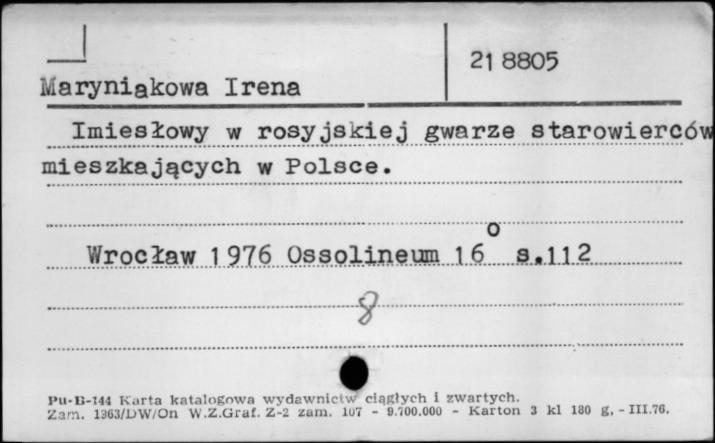 21 8805
Maryniakowa Irena
Imiesłowy w rosyjskiej gwarze starowierców
mieszkających w Polsce.
Wrocław 1976 Ossolineum 16° s.112
8
Pu-B-144 Karta katalogowa wydawnictw ciągłych i zwartych.
Zam. 1963/DW/On W.Z.Graf. Z-2 zam. 107 - 9.700.000 - Karton 3 kl 180 g, - III.76.